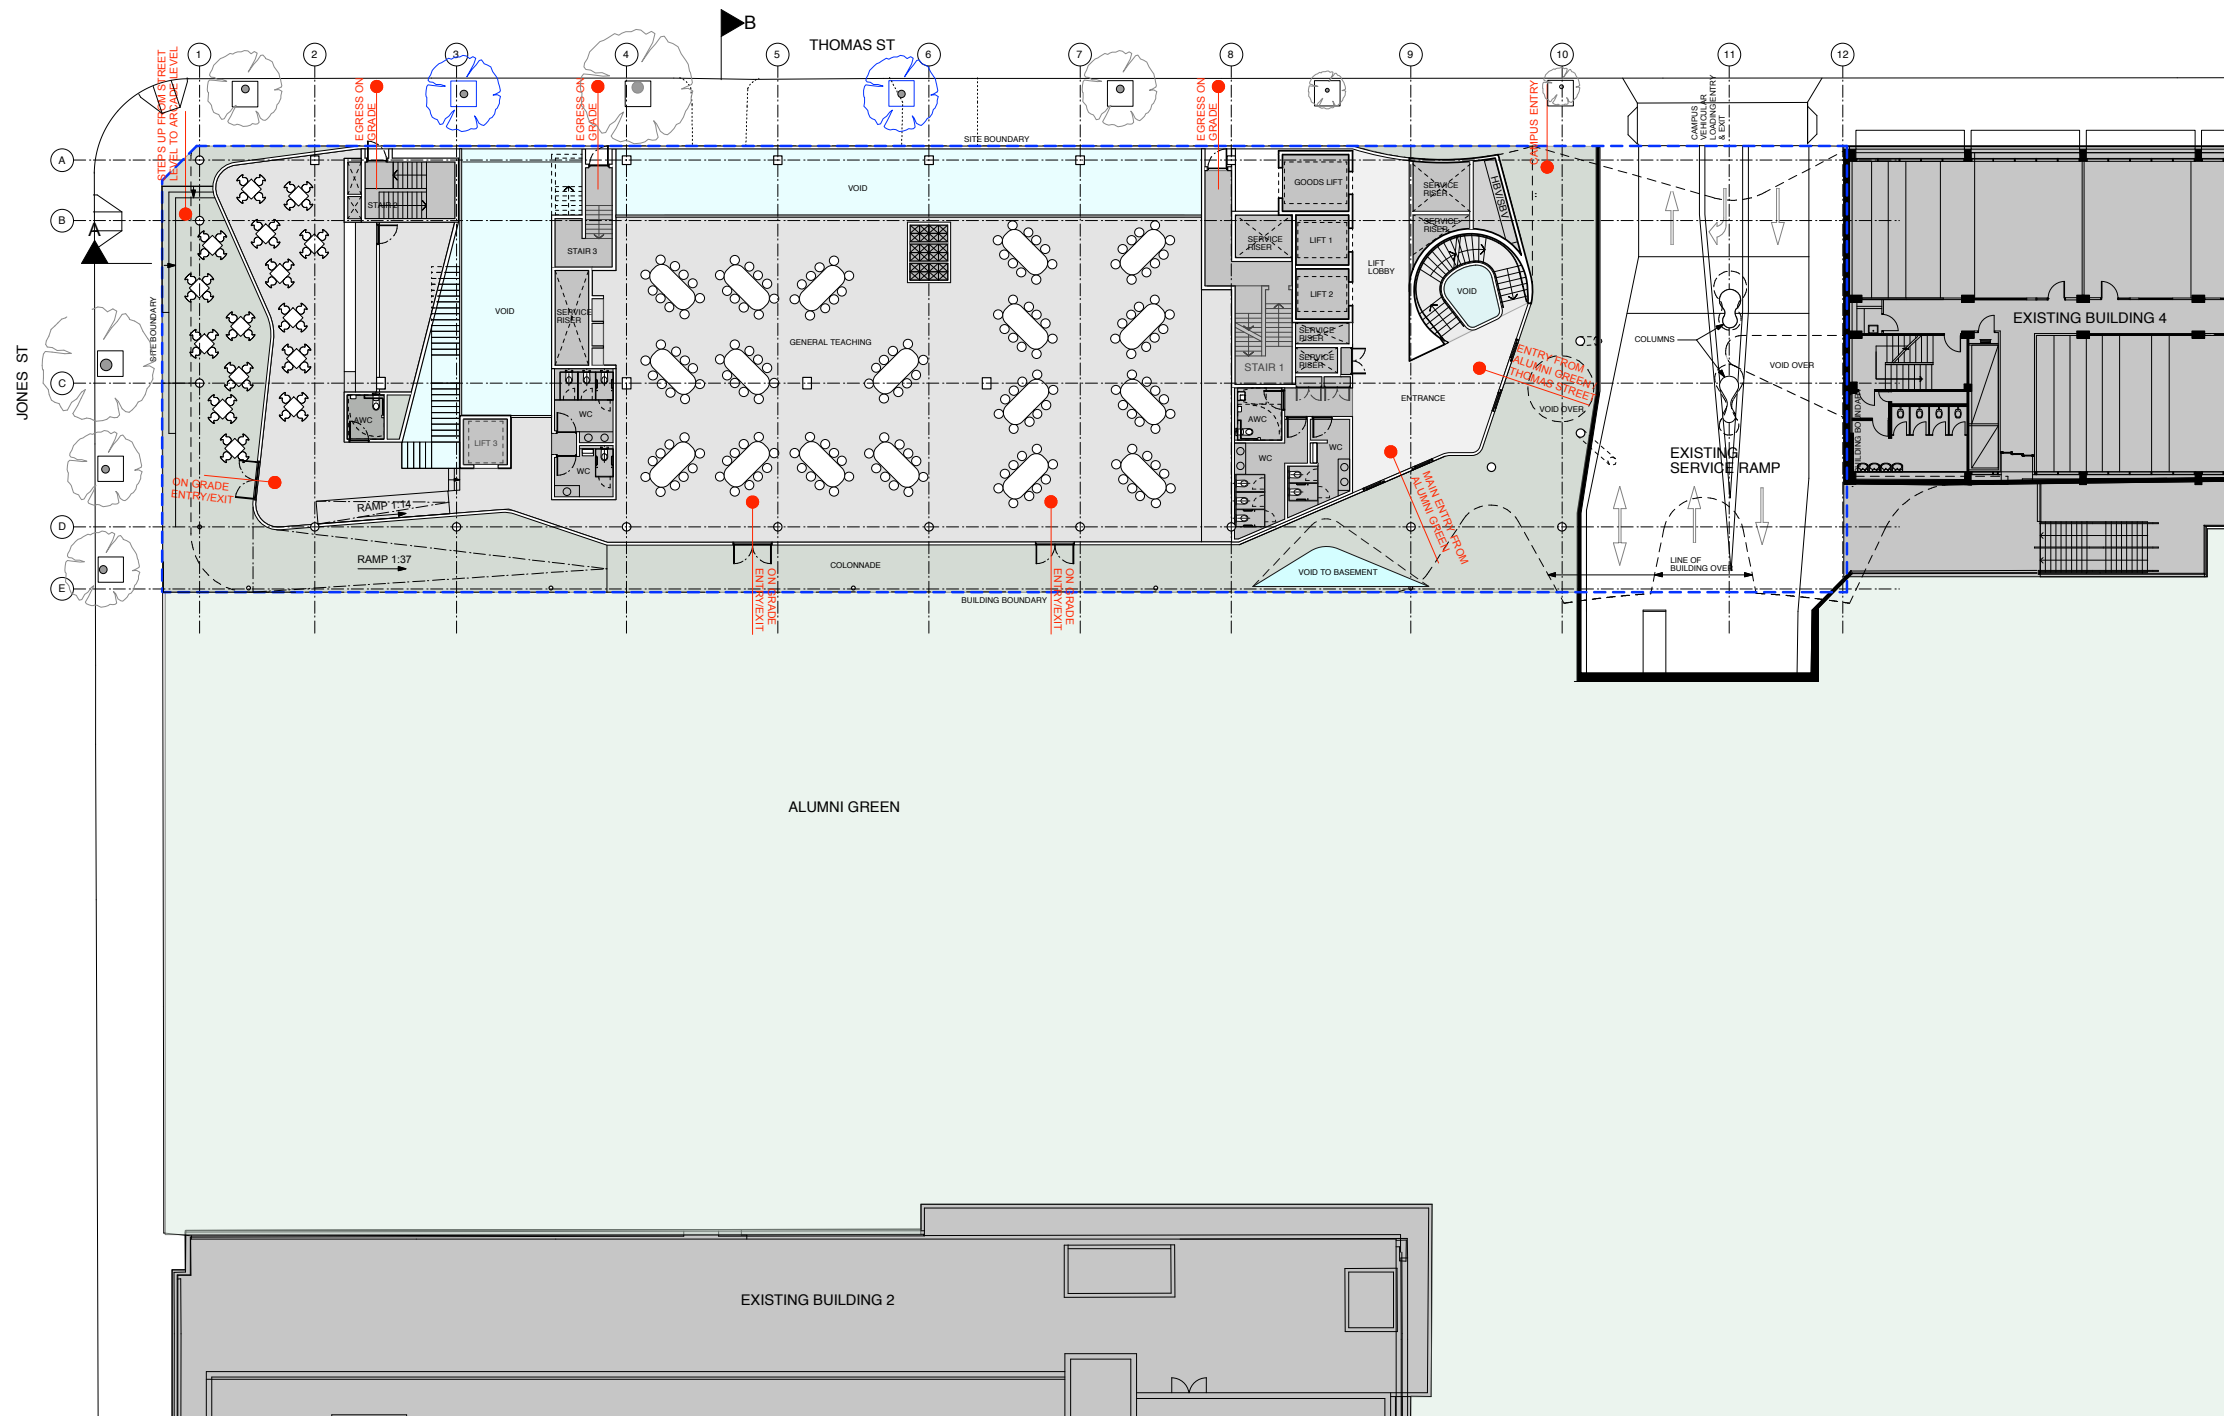 B
THOMAS ST
1
2
3
4
5
6
7
8
9
10
11
12
STEPS UP FROM STREET
LEVEL TO ARCADE LEVEL
EGRESS ON
GRADE
EGRESS ON
GRADE
EGRESS ON
GRADE
CAMPUS ENTRY
CAMPUS
VEHICULAR
LOADING ENTRY
& EXIT
SITE BOUNDARY
A
B
C
D
E
A
JONES ST
SITE BOUNDARY
STAIR 2
VOID
VOID
STAIR 3
SERVICE
RISER
GENERAL TEACHING
WC
WC
AWC
LIFT 3
RAMP 1:14
RAMP 1:37
ON GRADE
ENTRY/EXIT
GOODS LIFT
LIFT 1
LIFT 2
SERVICE
RISER
SERVICE
RISER
SERVICE
RISER
STAIR 1
LIFT
LOBBY
SERVICE
RISER
SERVICE
RISER
HBV/SBV
VOID
ENTRANCE
AWC
WC
WC
ENTRY FROM
ALUMNI GREEN /
THOMAS STREET
VOID OVER
MAIN ENTRY FROM
ALUMNI GREEN
COLUMNS
VOID OVER
EXISTING
SERVICE RAMP
EXISTING BUILDING 4
BUILDING BOUNDARY
LINE OF
BUILDING OVER
COLONNADE
VOID TO BASEMENT
ON GRADE
ENTRY/EXIT
ON GRADE
ENTRY/EXIT
BUILDING BOUNDARY
ALUMNI GREEN
EXISTING BUILDING 2